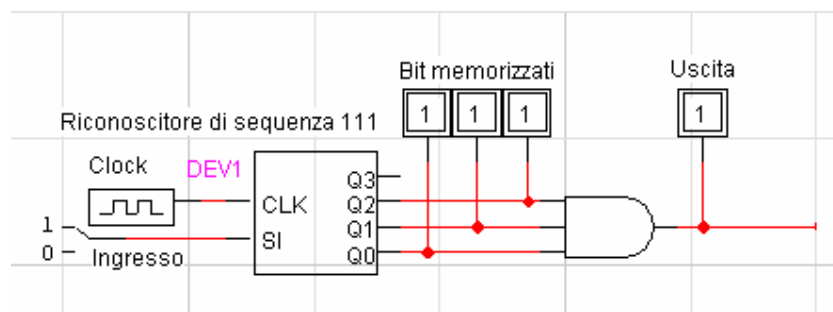 Bit memorizzati Uscita
1 1 1 1
Riconoscitore di sequenza 111
Clock DEV1
Q3
CLK Q2
1 SI Q1
0 Ingresso Q0